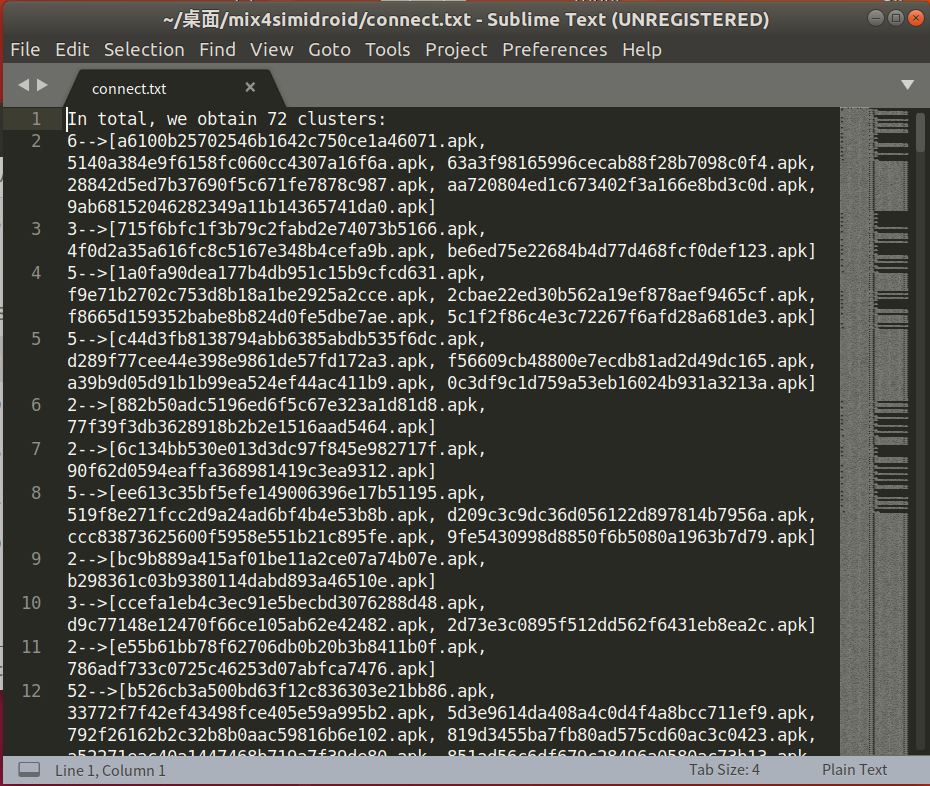 ~/桌面/mix4simidroid/connect.txt - Sublime Text (UNREGISTERED)
File Edit Selection Find View Goto Tools Project Preferences Help
connect.txt
1 In total, we obtain 72 clusters:
2 6-->[a6100b25702546b1642c750ce1a46071.apk,
5140a384e9f6158fc060cc4307a16f6a.apk, 63a3f98165996cecab88f28b7098c0f4.apk,
28842d5ed7b37690f5c671fe7878c987.apk, aa720804ed1c673402f3a166e8bd3c0d.apk,
9ab68152046282349a11b14365741da0.apk]
3 3-->[715f6bfc1f3b79c2fabd2e74073b5166.apk,
4f0d2a35a616fc8c5167e348b4cefa9b.apk, be6ed75e22684b4d77d468fcf0def123.apk]
4 5-->[1a0fa90dea177b4db951c15b9cfcd631.apk,
f9e71b2702c753d8b18a1be2925a2cce.apk, 2cbae22ed30b562a19ef878aef9465cf.apk,
f8665d159352babe8b824d0fe5dbe7ae.apk, 5c1f2f86c4e3c72267f6afd28a681de3.apk]
5 5-->[c44d3fb8138794abb6385abdb535f6dc.apk,
d289f77cee44e398e9861de57fd172a3.apk, f56609cb48800e7ecdb81ad2d49dc165.apk,
a39b9d05d91b1b99ea524ef44ac411b9.apk, 0c3df9c1d759a53eb16024b931a3213a.apk]
6 2-->[882b50adc5196ed6f5c67e323a1d81d8.apk,
77f39f3db3628918b2b2e1516aad5464.apk]
7 2-->[6c134bb530e013d3dc97f845e982717f.apk,
90f62d0594eaffa368981419c3ea9312.apk]
8 5-->[ee613c35bf5efe149006396e17b51195.apk,
519f8e271fcc2d9a24ad6bf4b4e53b8b.apk, d209c3c9dc36d056122d897814b7956a.apk,
ccc83873625600f5958e551b21c895fe.apk, 9fe5430998d8850f6b5080a1963b7d79.apk]
9 2-->[bc9b889a415af01be11a2ce07a74b07e.apk,
b298361c03b9380114dabd893a46510e.apk]
10 3-->[ccefa1eb4c3ec91e5becbd3076288d48.apk,
d9c77148e12470f66ce105ab62e42482.apk, 2d73e3c0895f512dd562f6431eb8ea2c.apk]
11 2-->[e55b61bb78f62706db0b20b3b8411b0f.apk,
786adf733c0725c46253d07abfca7476.apk]
12 52-->[b526cb3a500bd63f12c836303e21bb86.apk,
33772f7f42ef43498fce405e59a995b2.apk, 5d3e9614da408a4c0d4f4a8bcc711ef9.apk,
792f26162b2c32b8b0aac59816b6e102.apk, 819d3455ba7fb80ad575cd60ac3c0423.apk,
Line 1, Column 1 Tab Size: 4 Plain Text